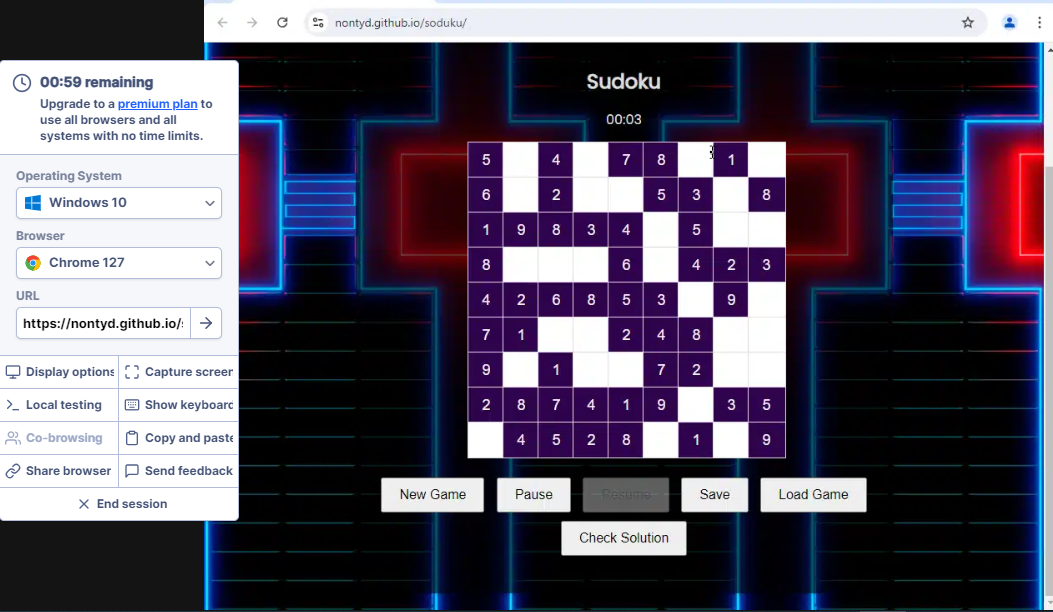 nontyd.github.io/soduku/
00:59 remaining
Upgrade to a premium plan to
use all browsers and all
systems with no time limits.
Operating System
Windows 10
Browser
Chrome 127
URL
https://nontyd.github.io/
Display options
Capture screen
Local testing
Show keyboard
Co-browsing
Copy and paste
Share browser
Send feedback
End session
Sudoku
00:03
5 4 7 8 1
6 2 5 3 8
1 9 8 3 4 5
8 6 4 2 3
4 2 6 8 5 3 9
7 1 2 4 8
9 1 7 2
2 8 7 4 1 9 3 5
4 5 2 8 1 9
New Game
Pause
Resume
Save
Load Game
Check Solution